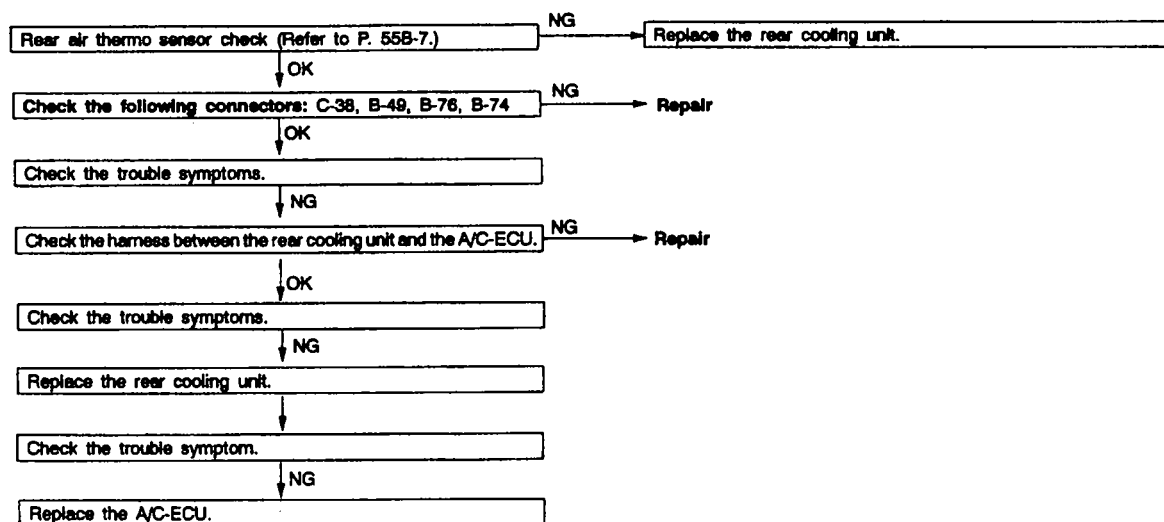 NG
Rear air thermo sensor check (Refer to P. 55B-7.)
Replace the rear cooling unit.
OK
NG
Check the following connectors: C-38, B-49, B-76, B-74
Repair
OK
Check the trouble symptoms.
NG
NG
Check the harness between the rear cooling unit and the A/C-ECU.
Repair
OK
Check the trouble symptoms.
NG
Replace the rear cooling unit.
Check the trouble symptom.
NG
Replace the A/C-ECU.